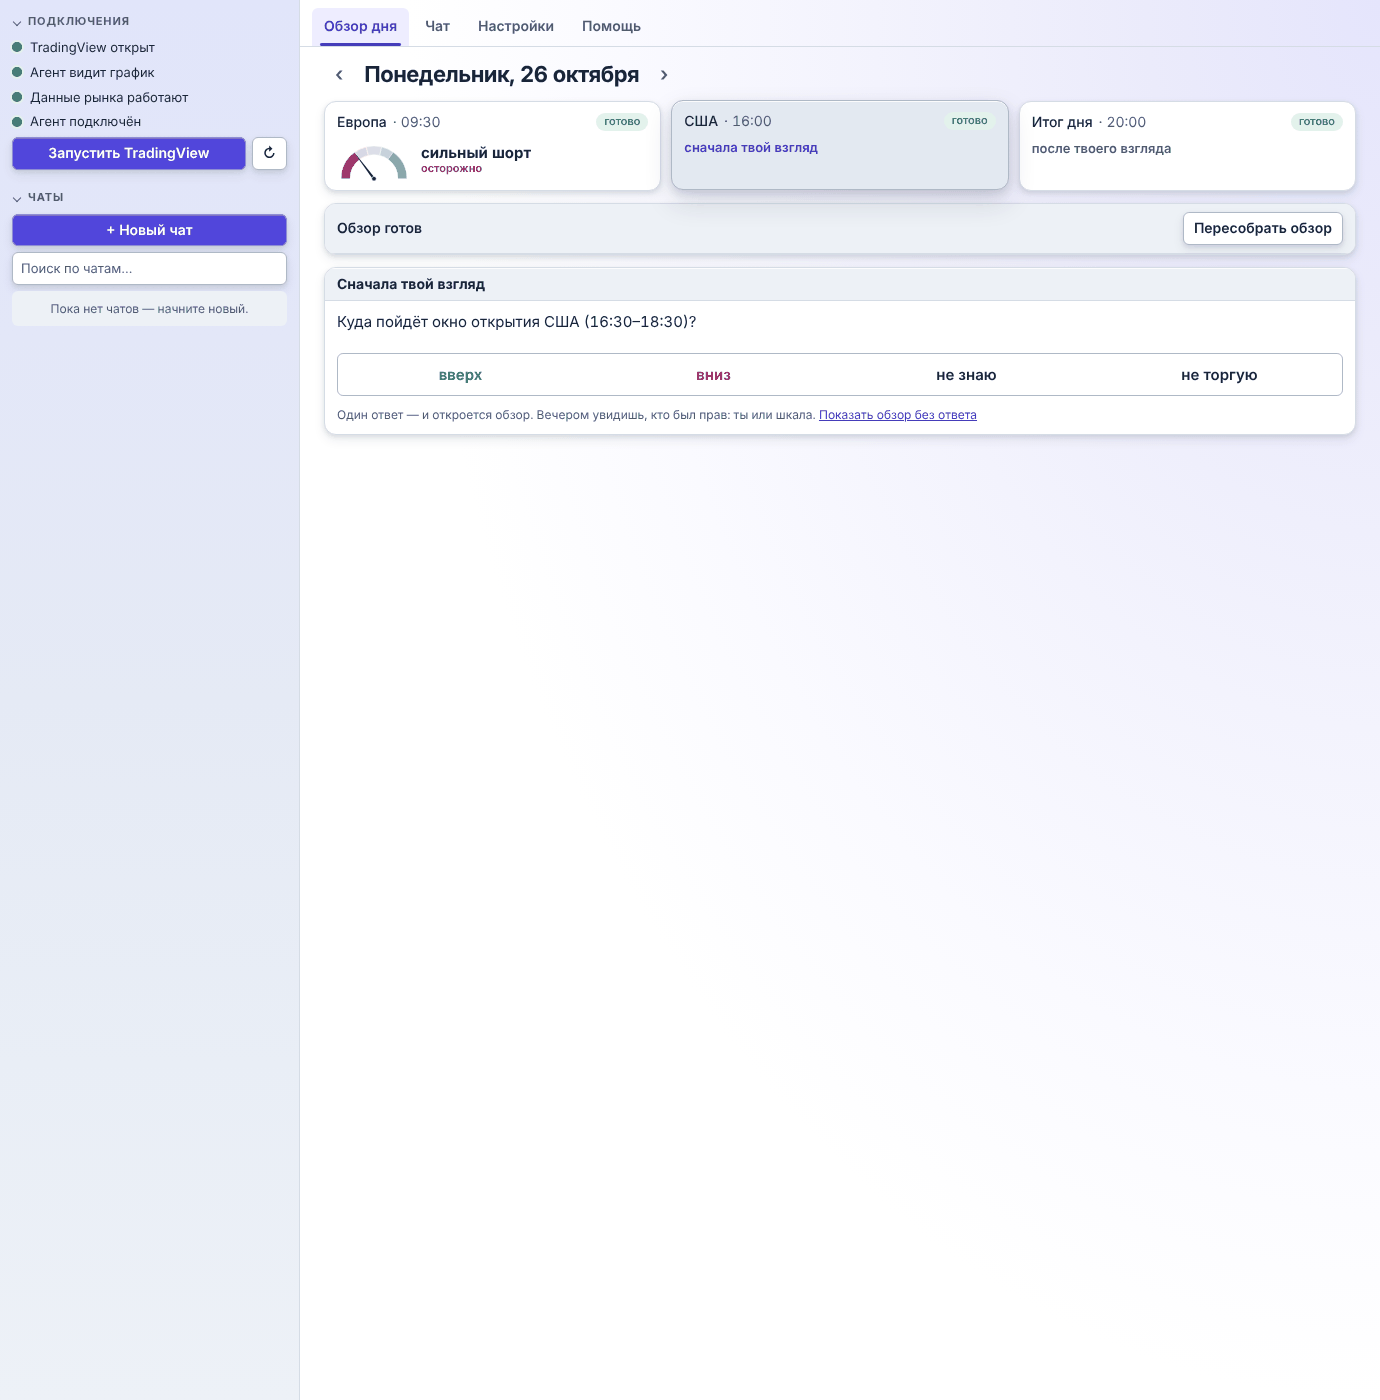 ПОДКЛЮЧЕНИЯ
TradingView открыт
Агент видит график
Данные рынка работают
Агент подключён
Запустить TradingView
ЧАТЫ
+ Новый чат
Поиск по чатам...
Пока нет чатов — начните новый.
Обзор дня Чат Настройки Помощь
‹ Понедельник, 26 октября ›
Европа · 09:30 готово
сильный шорт
осторожно
США · 16:00 готово
сначала твой взгляд
Итог дня · 20:00 готово
после твоего взгляда
Обзор готов Пересобрать обзор
Сначала твой взгляд
Куда пойдёт окно открытия США (16:30–18:30)?
вверх вниз не знаю не торгую
Один ответ — и откроется обзор. Вечером увидишь, кто был прав: ты или шкала. Показать обзор без ответа